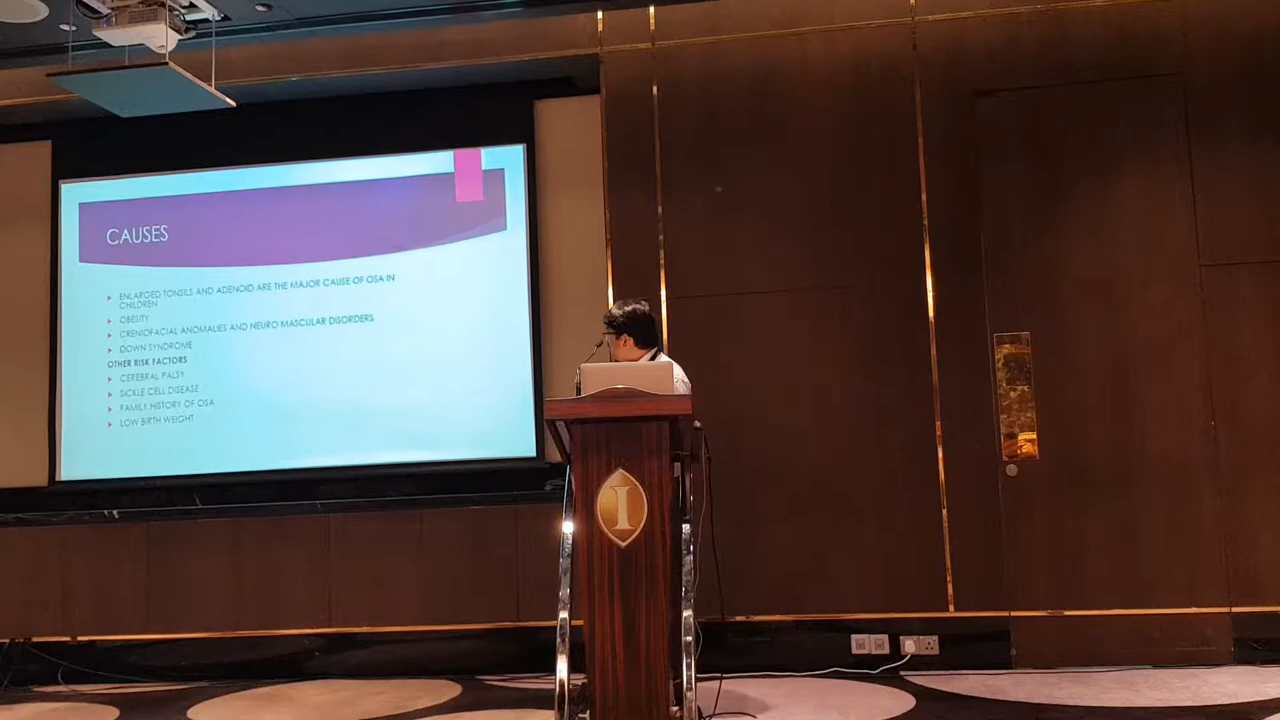 CAUSES
ENLARGED TONSILS AND ADENOID ARE THE MAJOR CAUSE OF OSA IN
CHILDREN
OBESITY
CRENIOFACIAL ANOMALIES AND NEURO MASCULAR DISORDERS
DOWN SYNDROME
OTHER RISK FACTORS
CEREBRAL PALSY
SICKLE CELL DISEASE
FAMILY HISTORY OF OSA
LOW BIRTH WEIGHT
I